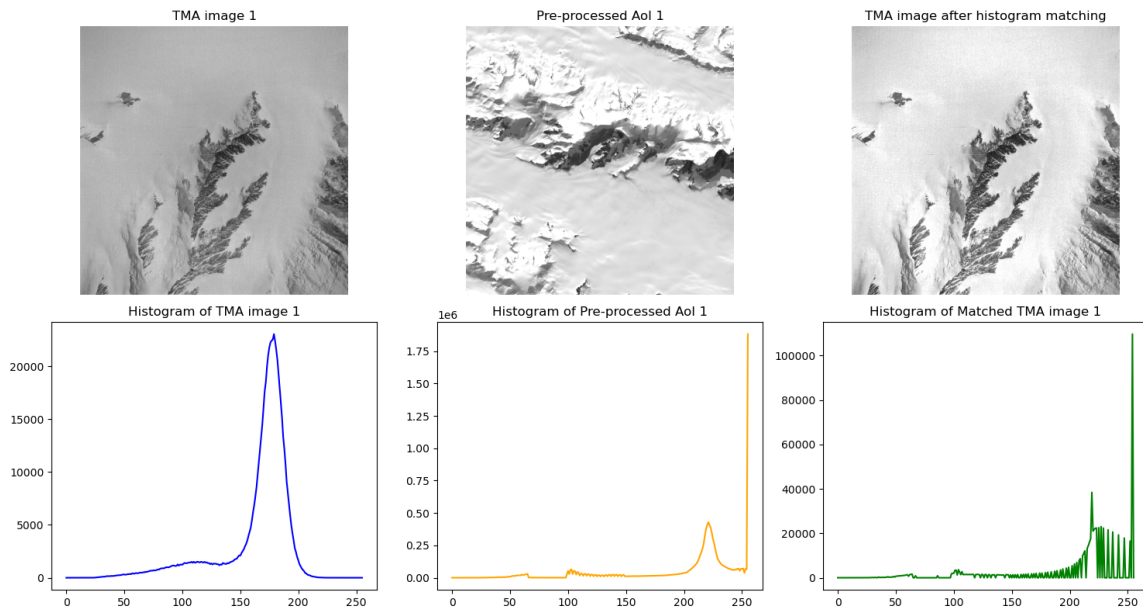 TMA image 1
Pre-processed AoI 1
TMA image after histogram matching
Histogram of TMA image 1
20000
15000
10000
5000
0
0 50 100 150 200 250
1e6
Histogram of Pre-processed AoI 1
1.75
1.50
1.25
1.00
0.75
0.50
0.25
0.00
0 50 100 150 200 250
Histogram of Matched TMA image 1
100000
80000
60000
40000
20000
0
0 50 100 150 200 250